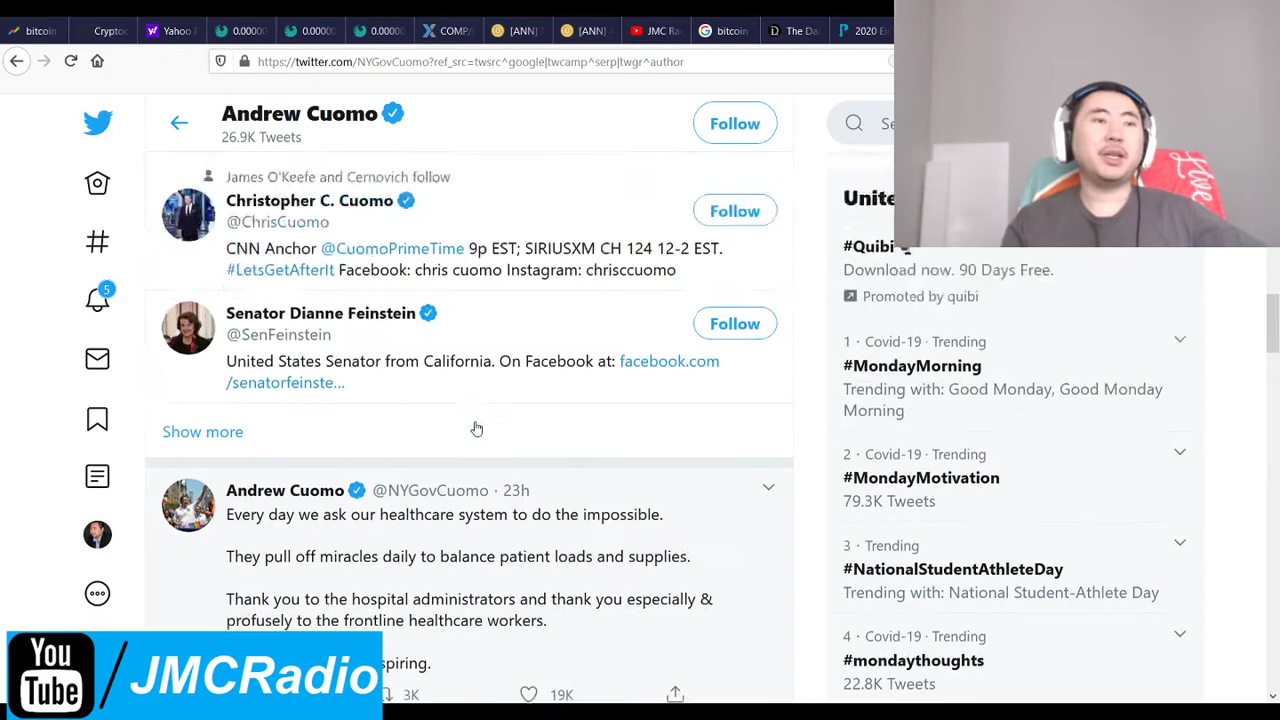 bitcoin
Cryptoc
Yahoo
0.00000
0.00000
0.00000
COMP/
[ANN]
[ANN]
JMC Ra
bitcoin
The Da
2020 El
https://twitter.com/NYGovCuomo?ref_src=twsrc^google|twcamp^serp|twgr^author
Andrew Cuomo
26.9K Tweets
Follow
James O'Keefe and Cernovich follow
Christopher C. Cuomo
@ChrisCuomo
Follow
CNN Anchor @CuomoPrimeTime 9p EST; SIRIUSXM CH 124 12-2 EST.
#LetsGetAfterIt Facebook: chris cuomo Instagram: chrisccuomo
Senator Dianne Feinstein
@SenFeinstein
Follow
United States Senator from California. On Facebook at: facebook.com
/senatorfeinste...
Show more
Andrew Cuomo @NYGovCuomo · 23h
Every day we ask our healthcare system to do the impossible.
They pull off miracles daily to balance patient loads and supplies.
Thank you to the hospital administrators and thank you especially &
profusely to the frontline healthcare workers.
spiring.
3K
19K
5
Se
Unite
#Quibi
Download now. 90 Days Free.
Promoted by quibi
1 · Covid-19 · Trending
#MondayMorning
Trending with: Good Monday, Good Monday
Morning
2 · Covid-19 · Trending
#MondayMotivation
79.3K Tweets
3 · Trending
#NationalStudentAthleteDay
Trending with: National Student-Athlete Day
4 · Covid-19 · Trending
#mondaythoughts
22.8K Tweets
You
Tube
/JMCRadio